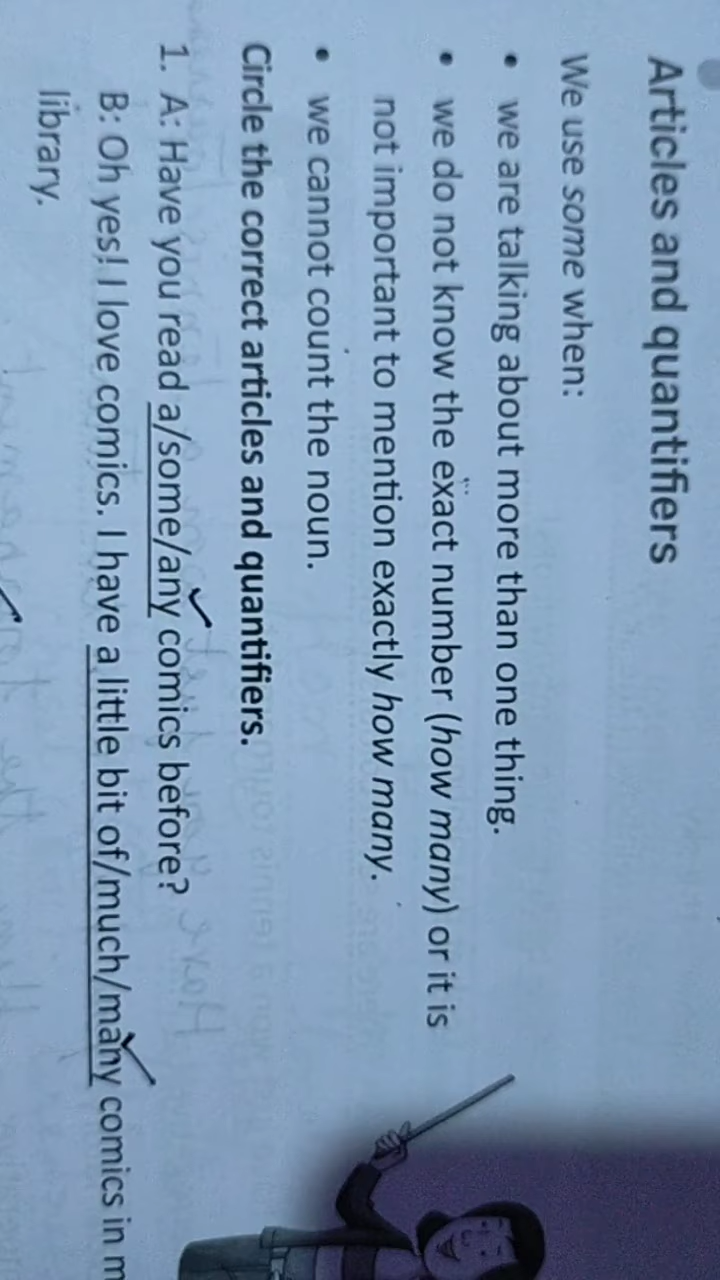 Articles and quantifiers
We use some when:
• we are talking about more than one thing.
• we do not know the exact number (how many) or it is
not important to mention exactly how many.
• we cannot count the noun.
Circle the correct articles and quantifiers.
1. A: Have you read a/some/any comics before?
B: Oh yes! I love comics. I have a little bit of/much/many comics in m
library.